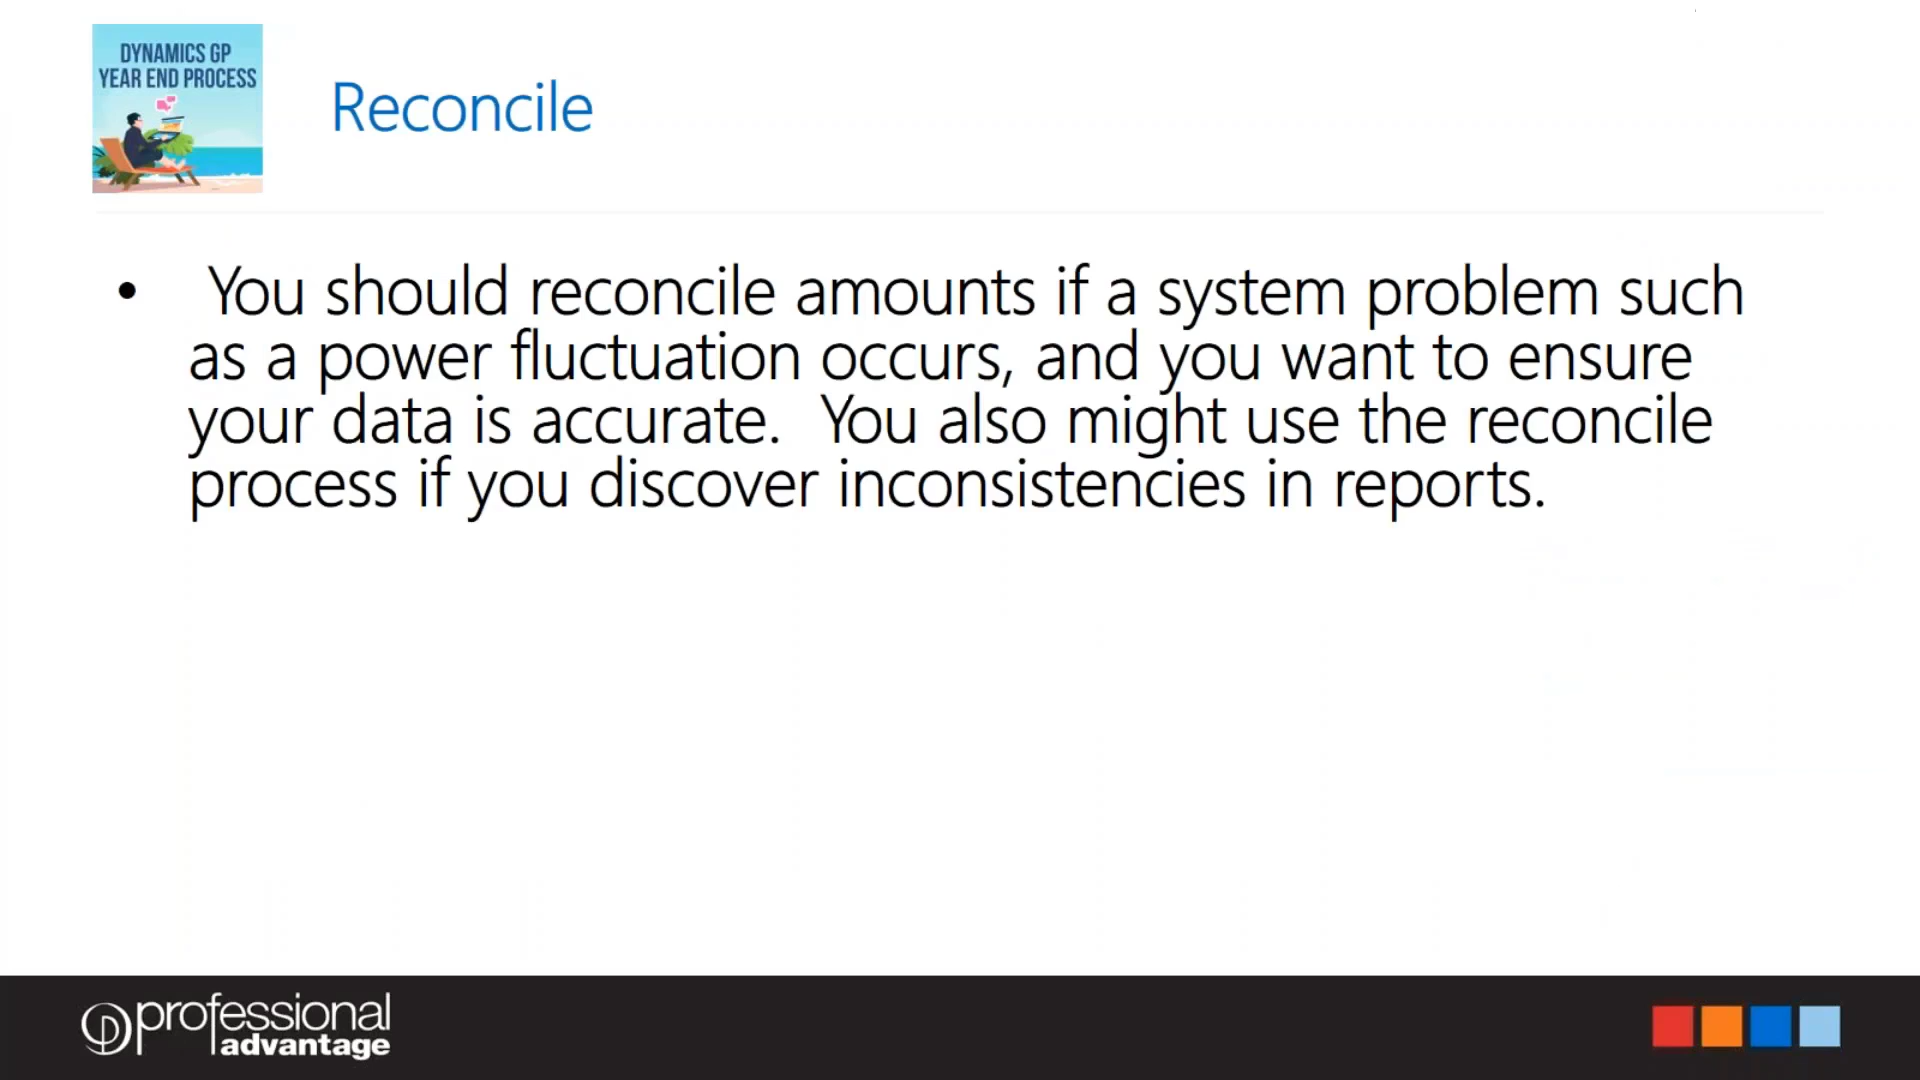 DYNAMICS GP
YEAR END PROCESS
Reconcile
• You should reconcile amounts if a system problem such
as a power fluctuation occurs, and you want to ensure
your data is accurate.  You also might use the reconcile
process if you discover inconsistencies in reports.
professional
advantage